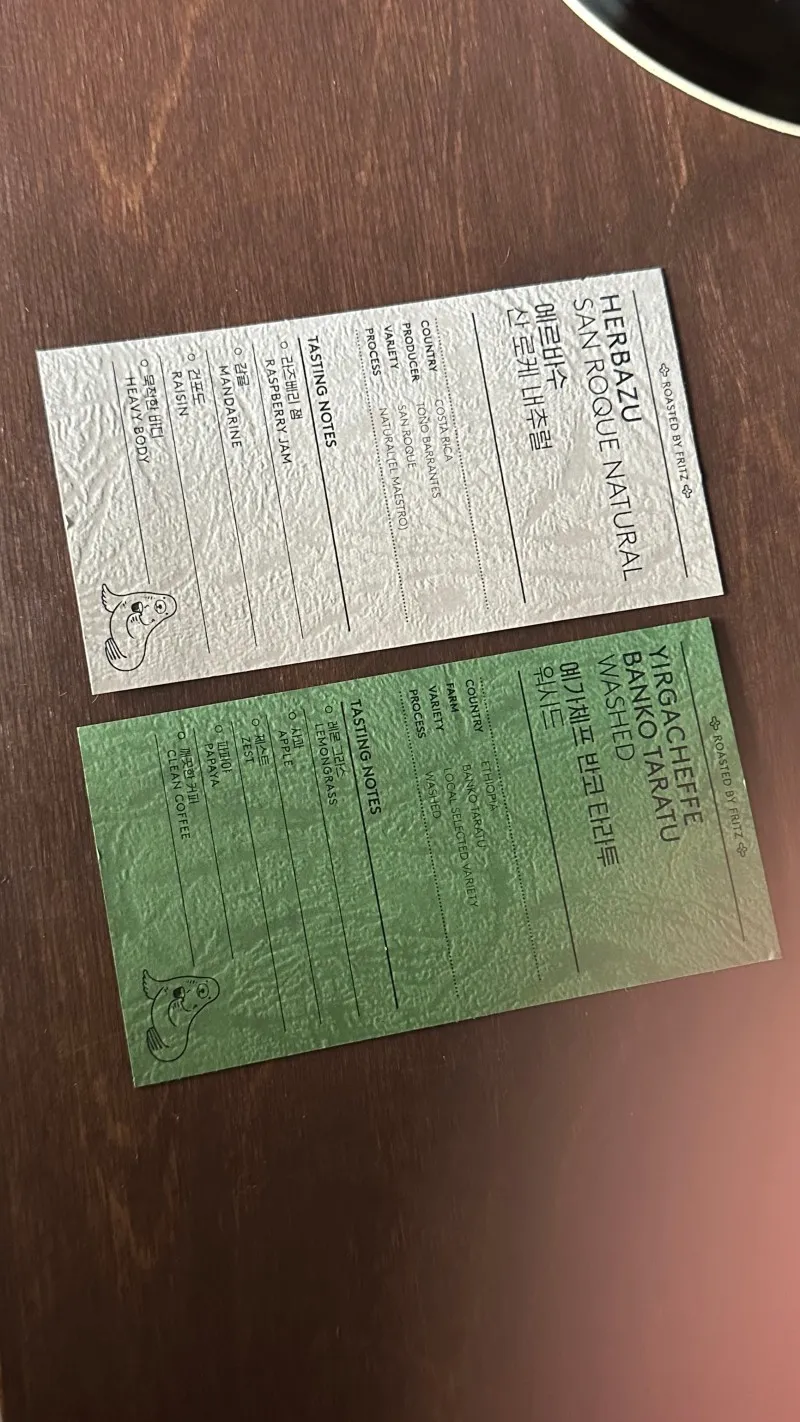 ROASTED BY FRITZ
HERBAZU
SAN ROQUE NATURAL
에르바수
산 로케 내추럴
COUNTRY COSTA RICA
PRODUCER TOÑO BARRANTES
VARIETY SAN ROQUE
PROCESS NATURAL(EL MAESTRO)
TASTING NOTES
라즈베리 잼
RASPBERRY JAM
감귤
MANDARINE
건포도
RAISIN
묵직한 바디
HEAVY BODY
ROASTED BY FRITZ
YIRGACHEFFE
BANKO TARATU
WASHED
예가체프 반코 타라투
워시드
COUNTRY ETHIOPIA
FARM BANKO TARATU
VARIETY LOCAL SELECTED VARIETY
PROCESS WASHED
TASTING NOTES
레몬그라스
LEMONGRASS
사과
APPLE
제스트
ZEST
파파야
PAPAYA
깨끗한 커피
CLEAN COFFEE